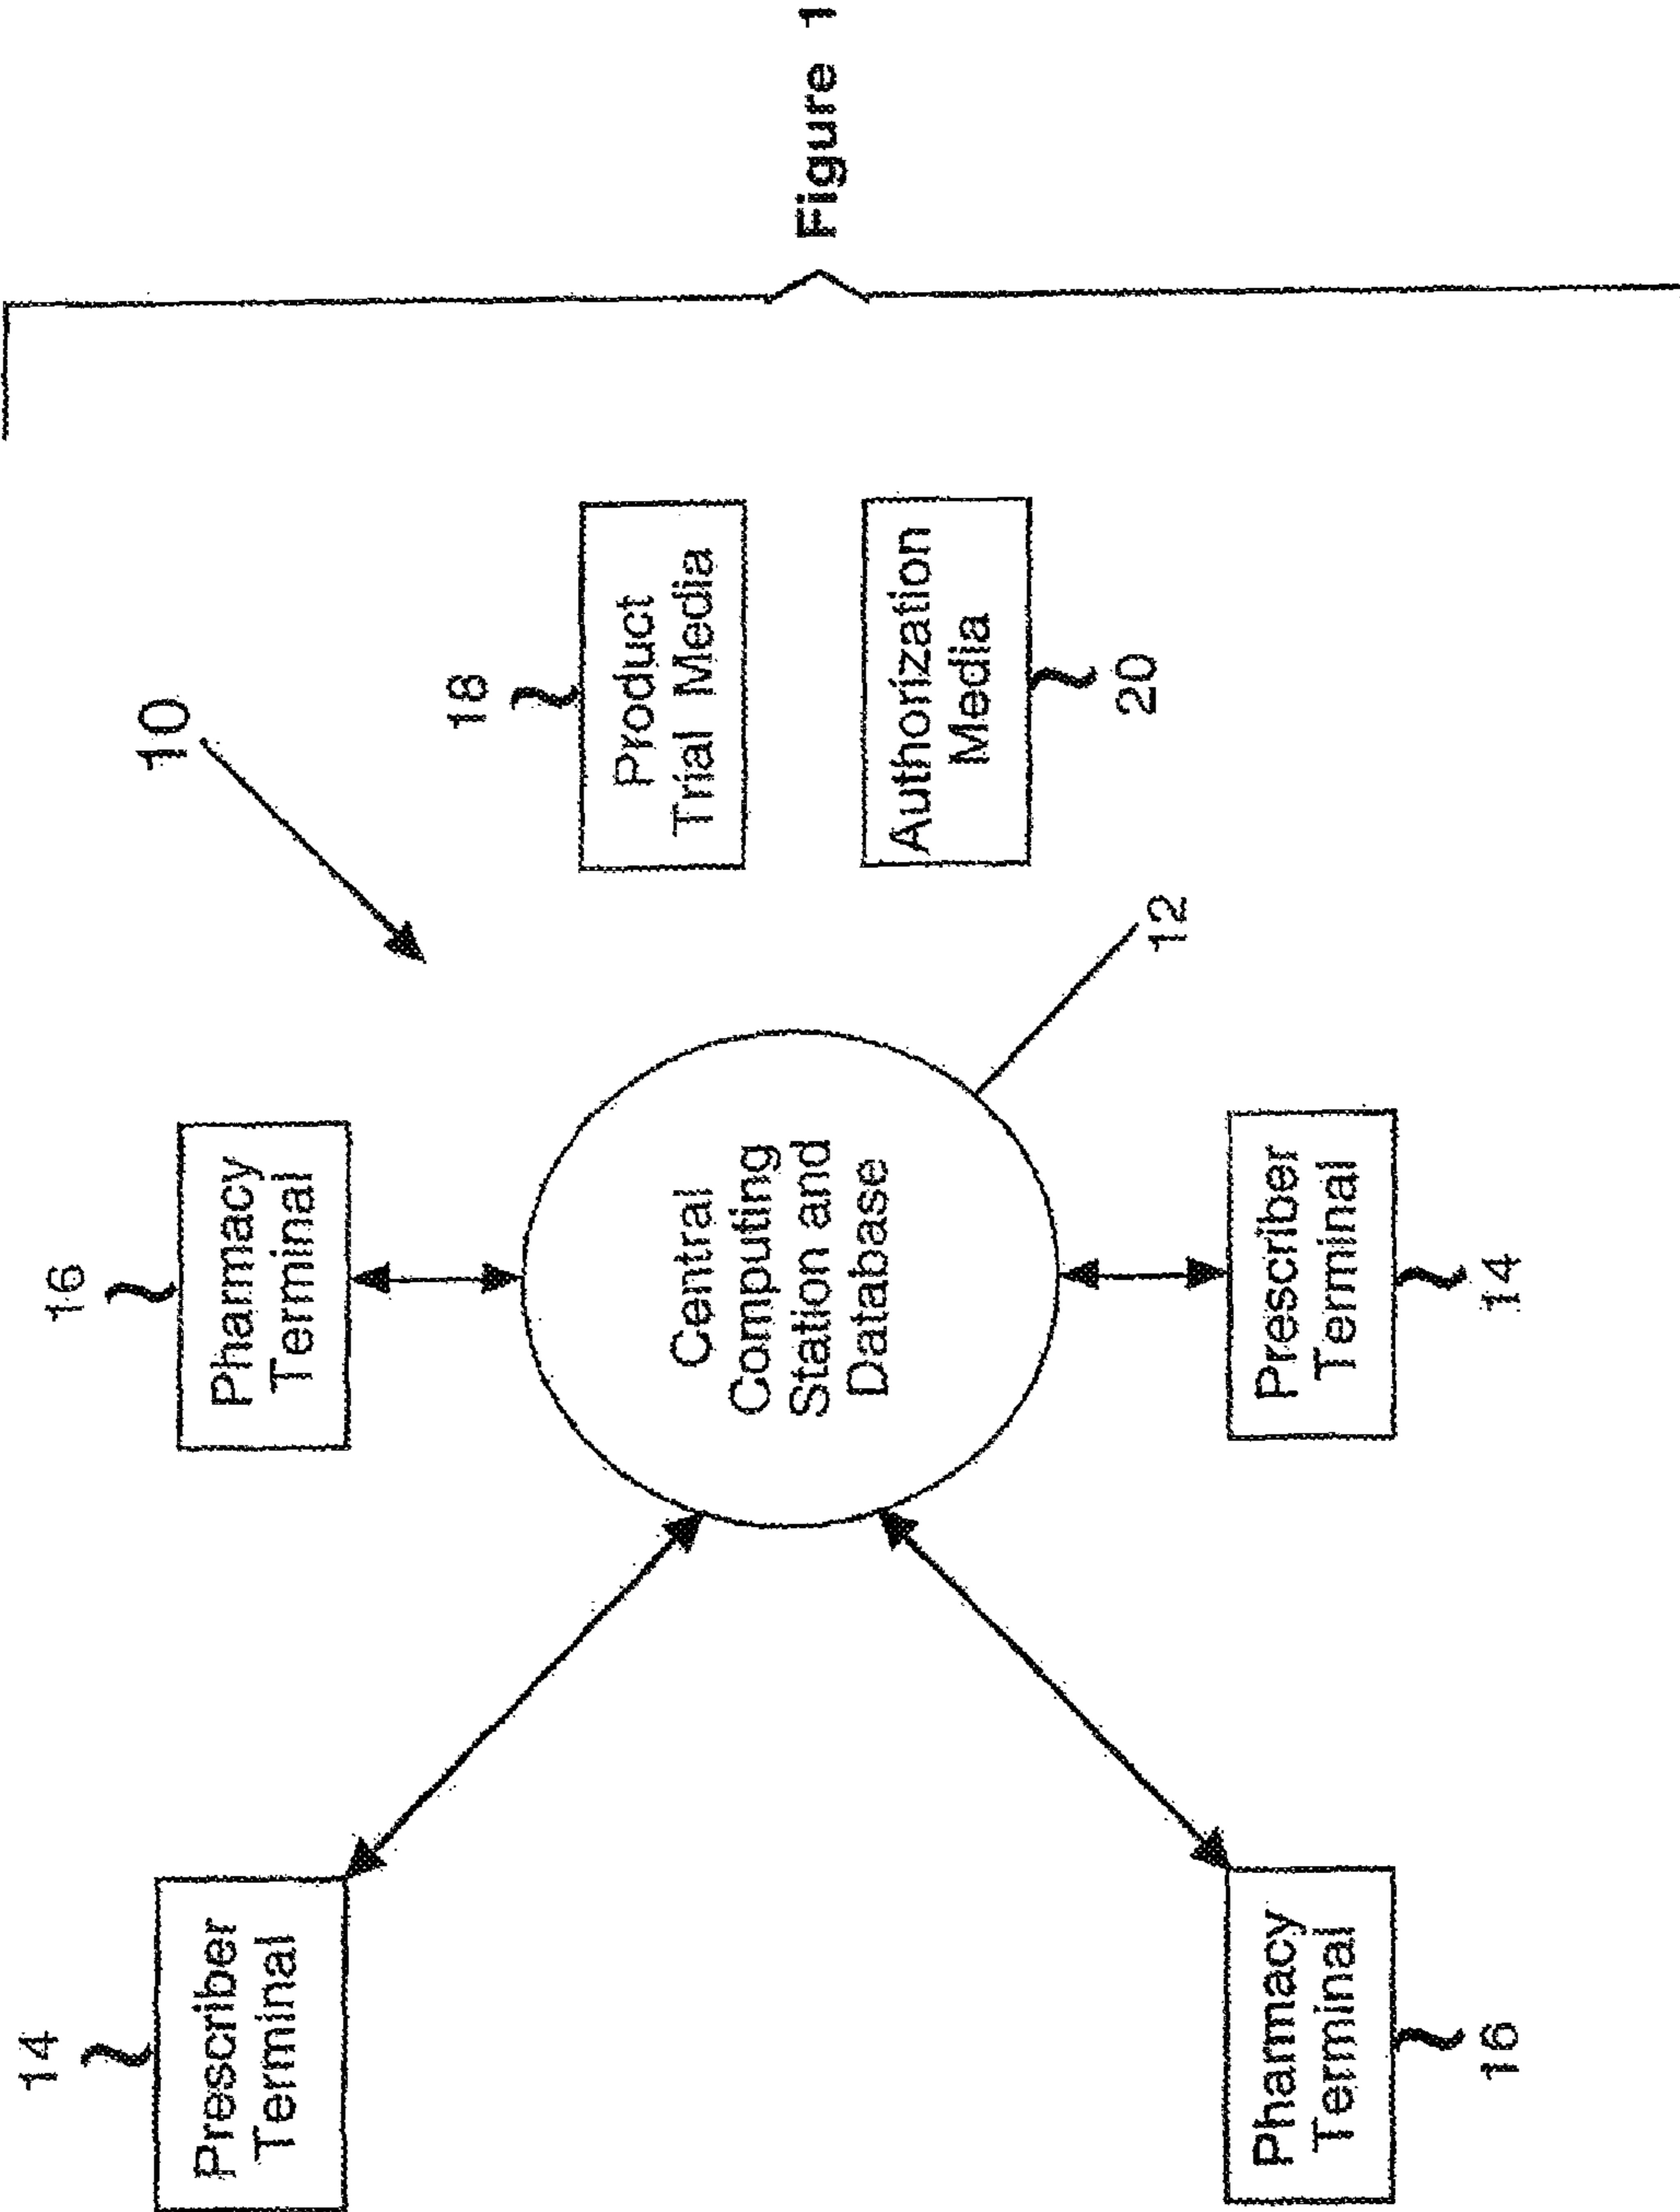 14
16
10
Prescriber
Terminal
Pharmacy
Terminal
18
Product
Trial Media
Central
Computing
Station and
Database
Figure 1
Authorization
Media
20
12
Pharmacy
Terminal
Prescriber
Terminal
16
14